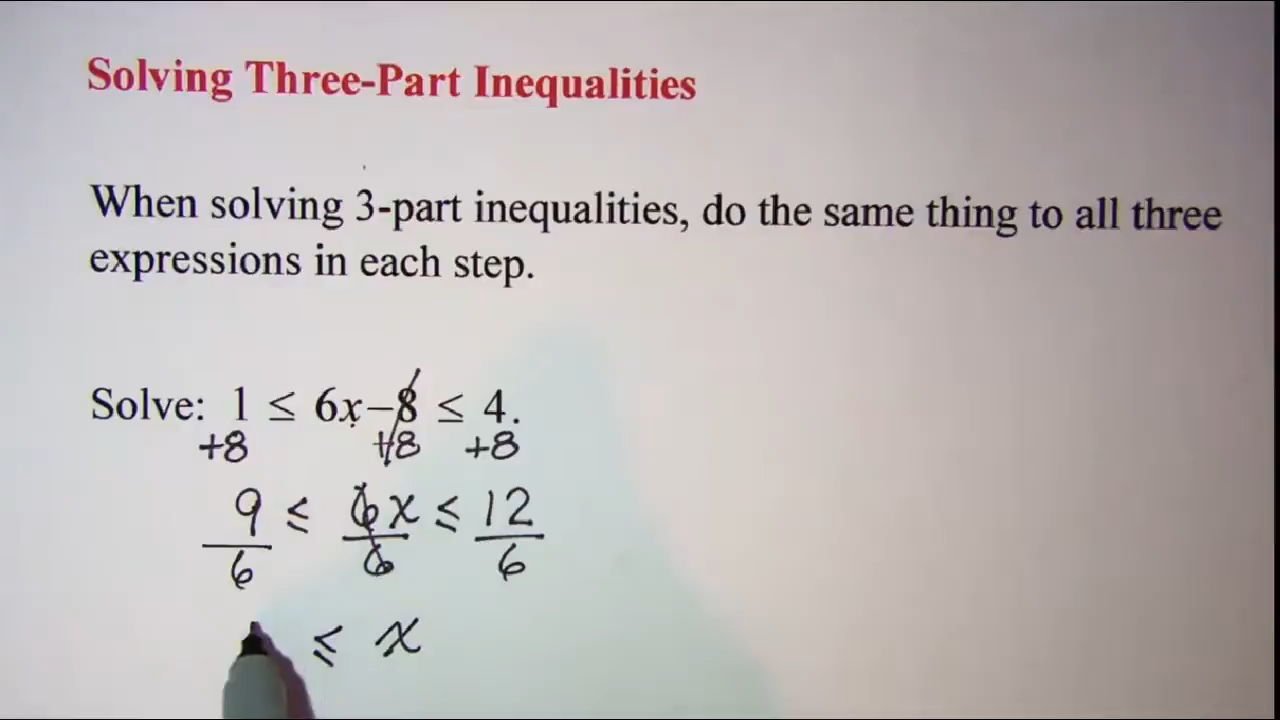 Solving Three-Part Inequalities
When solving 3-part inequalities, do the same thing to all three
expressions in each step.
Solve: 1 ≤ 6x−8 ≤ 4.
+8 +8 +8
9 ≤ 6x ≤ 12
6 6 6
≤ x